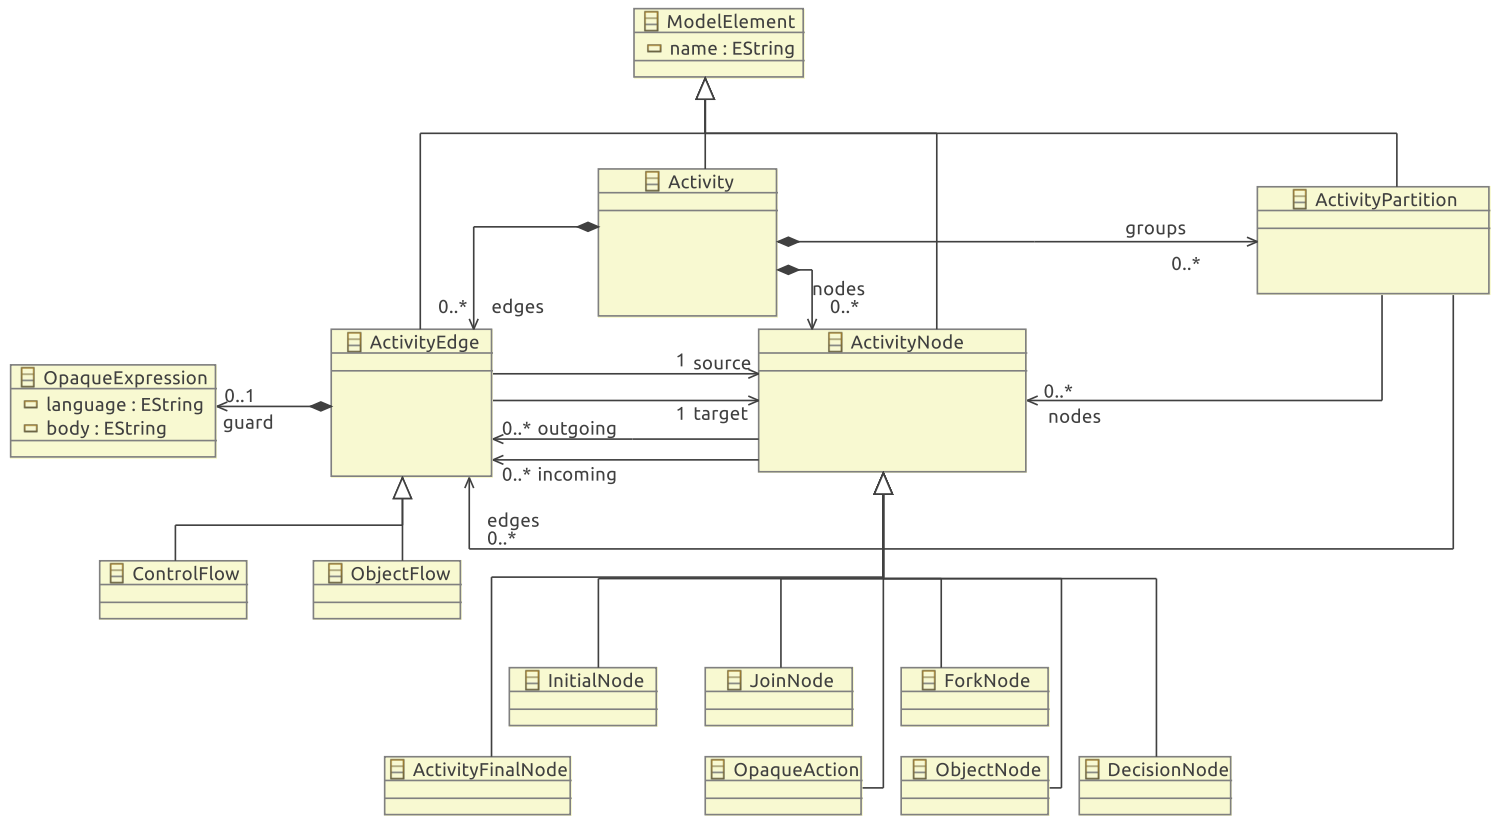 ModelElement
name : EString
Activity
ActivityPartition
groups
0..*
nodes
0..*
0..*
edges
ActivityEdge
ActivityNode
OpaqueExpression
language : EString
body : EString
0..1
guard
1
source
1
target
0..*
outgoing
0..*
incoming
0..*
nodes
edges
0..*
ControlFlow
ObjectFlow
InitialNode
JoinNode
ForkNode
ActivityFinalNode
OpaqueAction
ObjectNode
DecisionNode